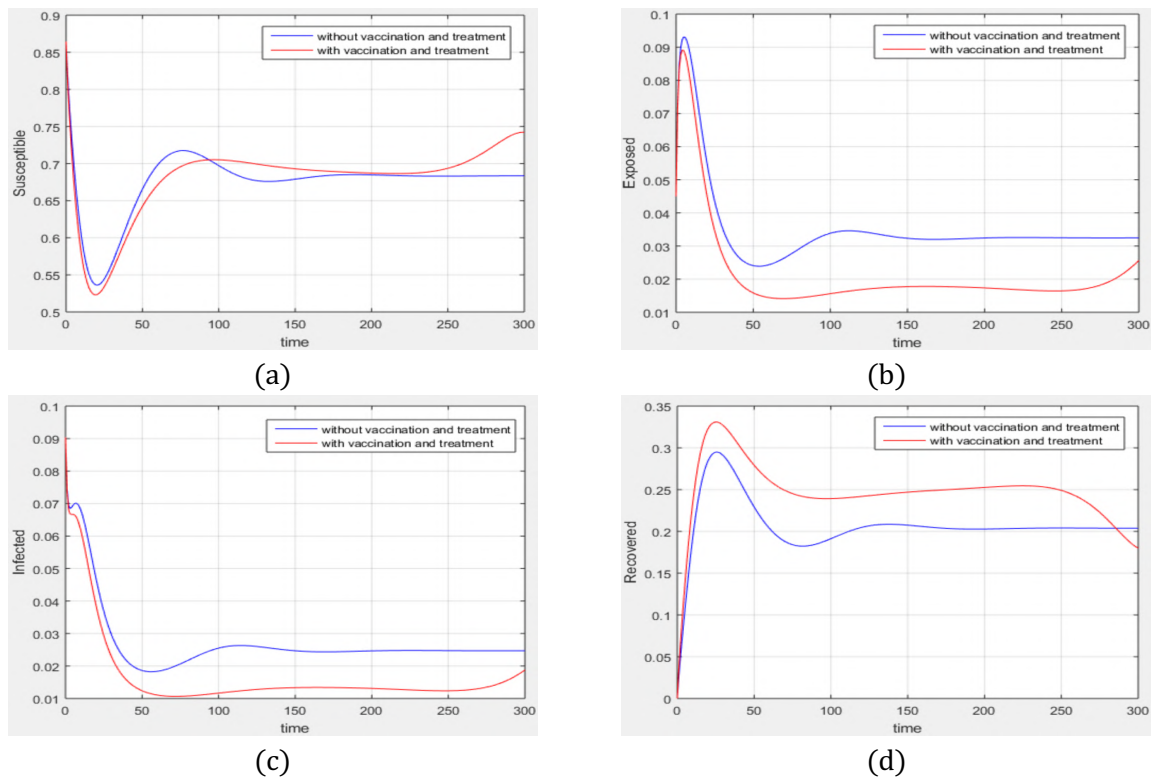 0.9
0.85
0.8
0.75
0.7
0.65
0.6
0.55
0.5
Susceptible
without vaccination and treatment
with vaccination and treatment
0 50 100 150 200 250 300
time
(a)
0.1
0.09
0.08
0.07
0.06
0.05
0.04
0.03
0.02
0.01
Exposed
without vaccination and treatment
with vaccination and treatment
0 50 100 150 200 250 300
time
(b)
0.1
0.09
0.08
0.07
0.06
0.05
0.04
0.03
0.02
0.01
Infected
without vaccination and treatment
with vaccination and treatment
0 50 100 150 200 250 300
time
(c)
0.35
0.3
0.25
0.2
0.15
0.1
0.05
0
Recovered
without vaccination and treatment
with vaccination and treatment
0 50 100 150 200 250 300
time
(d)